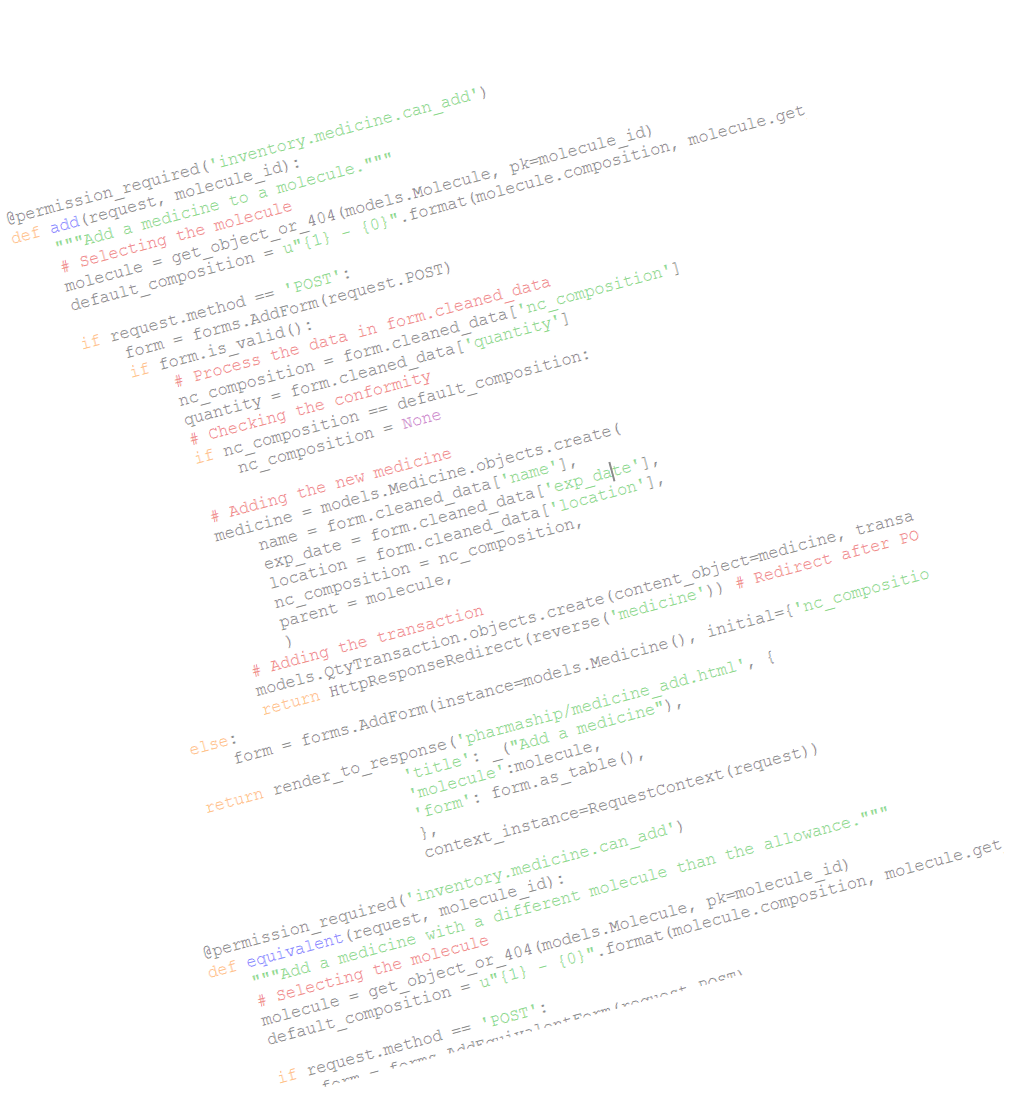 @permission_required('inventory.medicine.can_add')
def add(request, molecule_id):
    """Add a medicine to a molecule."""
    # Selecting the molecule
    molecule = get_object_or_404(models.Molecule, pk=molecule_id)
    default_composition = u"{1} - {0}".format(molecule.composition, molecule.get

    if request.method == 'POST':
        form = forms.AddForm(request.POST)
        if form.is_valid():
            # Process the data in form.cleaned_data
            nc_composition = form.cleaned_data['nc_composition']
            quantity = form.cleaned_data['quantity']
            # Checking the conformity
            if nc_composition == default_composition:
                nc_composition = None

            # Adding the new medicine
            medicine = models.Medicine.objects.create(
                name = form.cleaned_data['name'],
                exp_date = form.cleaned_data['exp_date'],
                location = form.cleaned_data['location'],
                nc_composition = nc_composition,
                parent = molecule,
                )
            # Adding the transaction
            models.QtyTransaction.objects.create(content_object=medicine, transa
            return HttpResponseRedirect(reverse('medicine')) # Redirect after PO

    else:
        form = forms.AddForm(instance=models.Medicine(), initial={'nc_compositio

    return render_to_response('pharmaship/medicine_add.html', {
                        'title': _("Add a medicine"),
                        'molecule':molecule,
                        'form': form.as_table(),
                        },
                        context_instance=RequestContext(request))

@permission_required('inventory.medicine.can_add')
def equivalent(request, molecule_id):
    """Add a medicine with a different molecule than the allowance."""
    # Selecting the molecule
    molecule = get_object_or_404(models.Molecule, pk=molecule_id)
    default_composition = u"{1} - {0}".format(molecule.composition, molecule.get

    if request.method == 'POST':
        form = forms.AddEquivalentForm(request.POST)